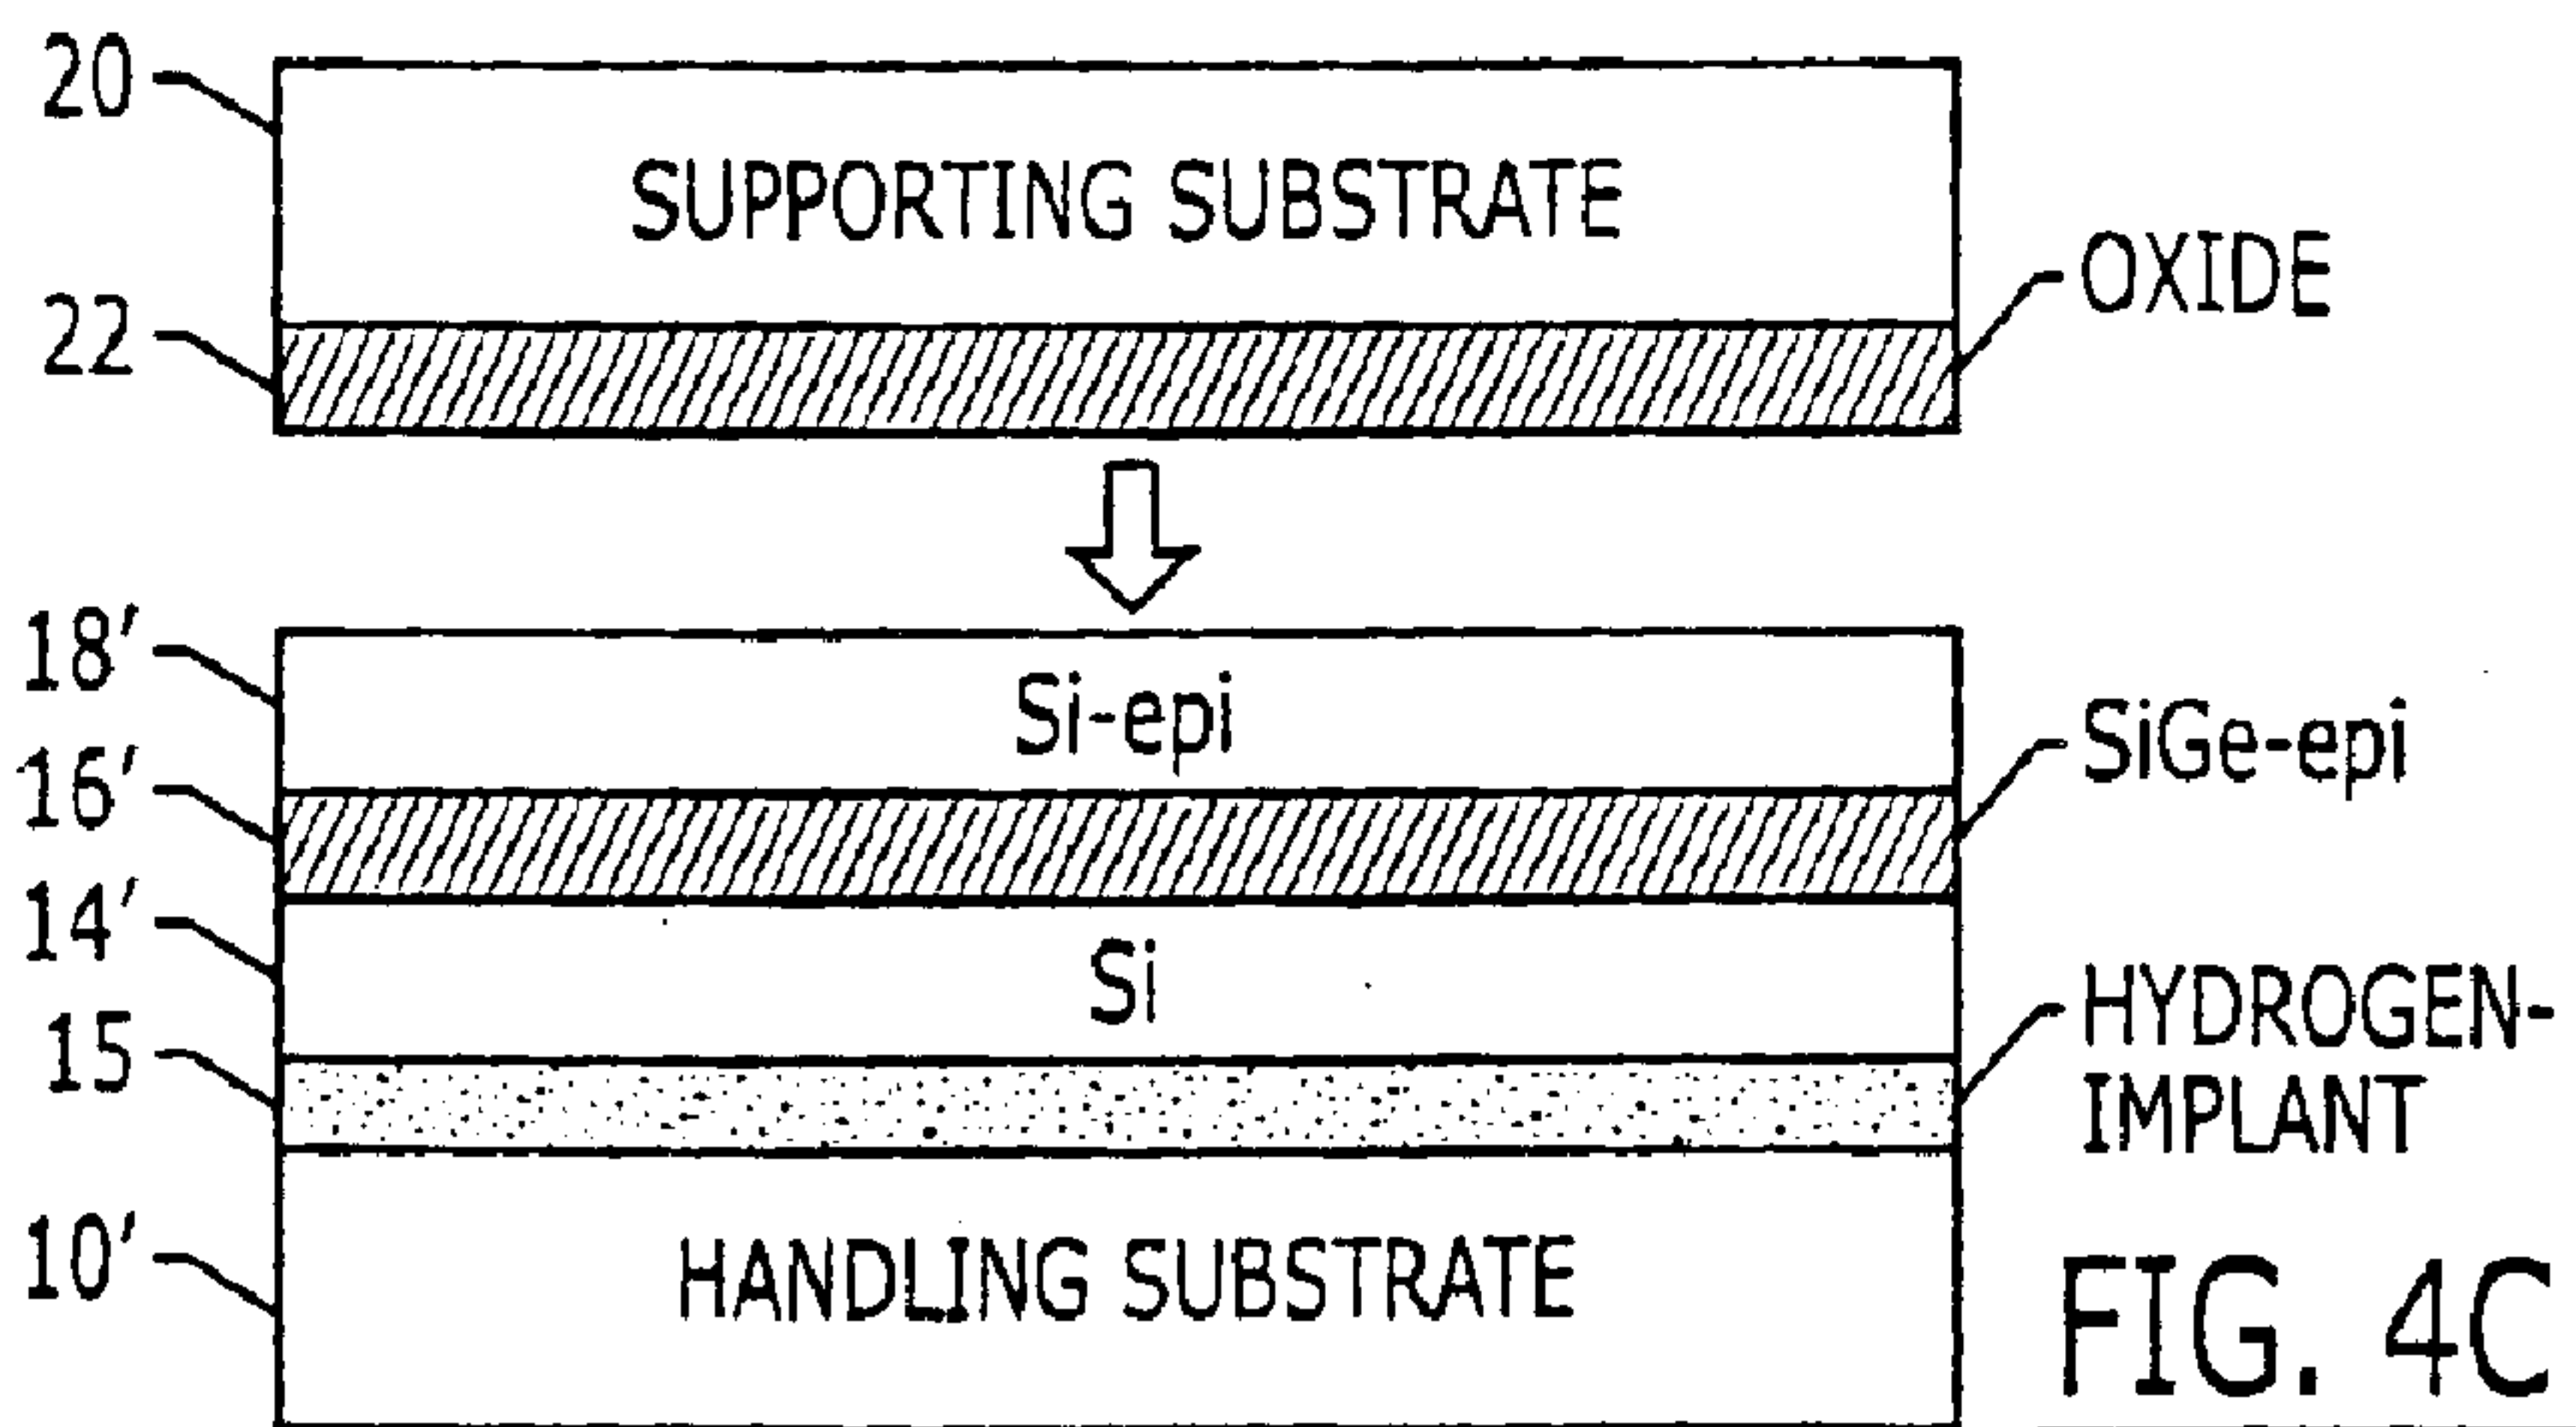 20
SUPPORTING SUBSTRATE
OXIDE
22
18'
Si-epi
SiGe-epi
16'
14'
Si
HYDROGEN-
IMPLANT
15
10'
HANDLING SUBSTRATE
FIG. 4C